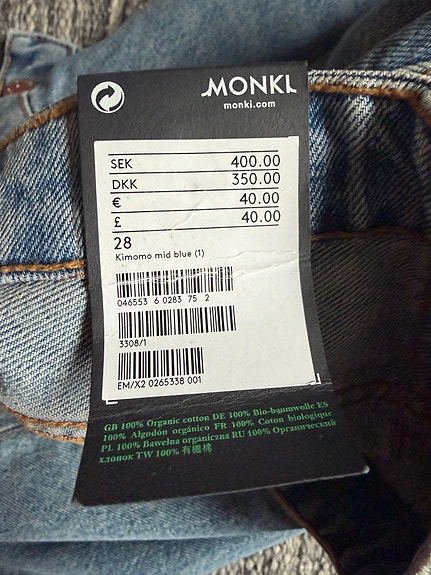 MONKI
monki.com
SEK 400.00
DKK 350.00
€ 40.00
£ 40.00
28
Kimomo mid blue (1)
046553 6 0283 75 2
3308/1
EM/X2 0265338 001
GB 100% Organic cotton DE 100% Bio-baumwolle ES
100% Algodón orgánico FR 100% Coton biologique
PL 100% Bawełna organiczna RU 100% Органический
хлопок TW 100% 有機棉